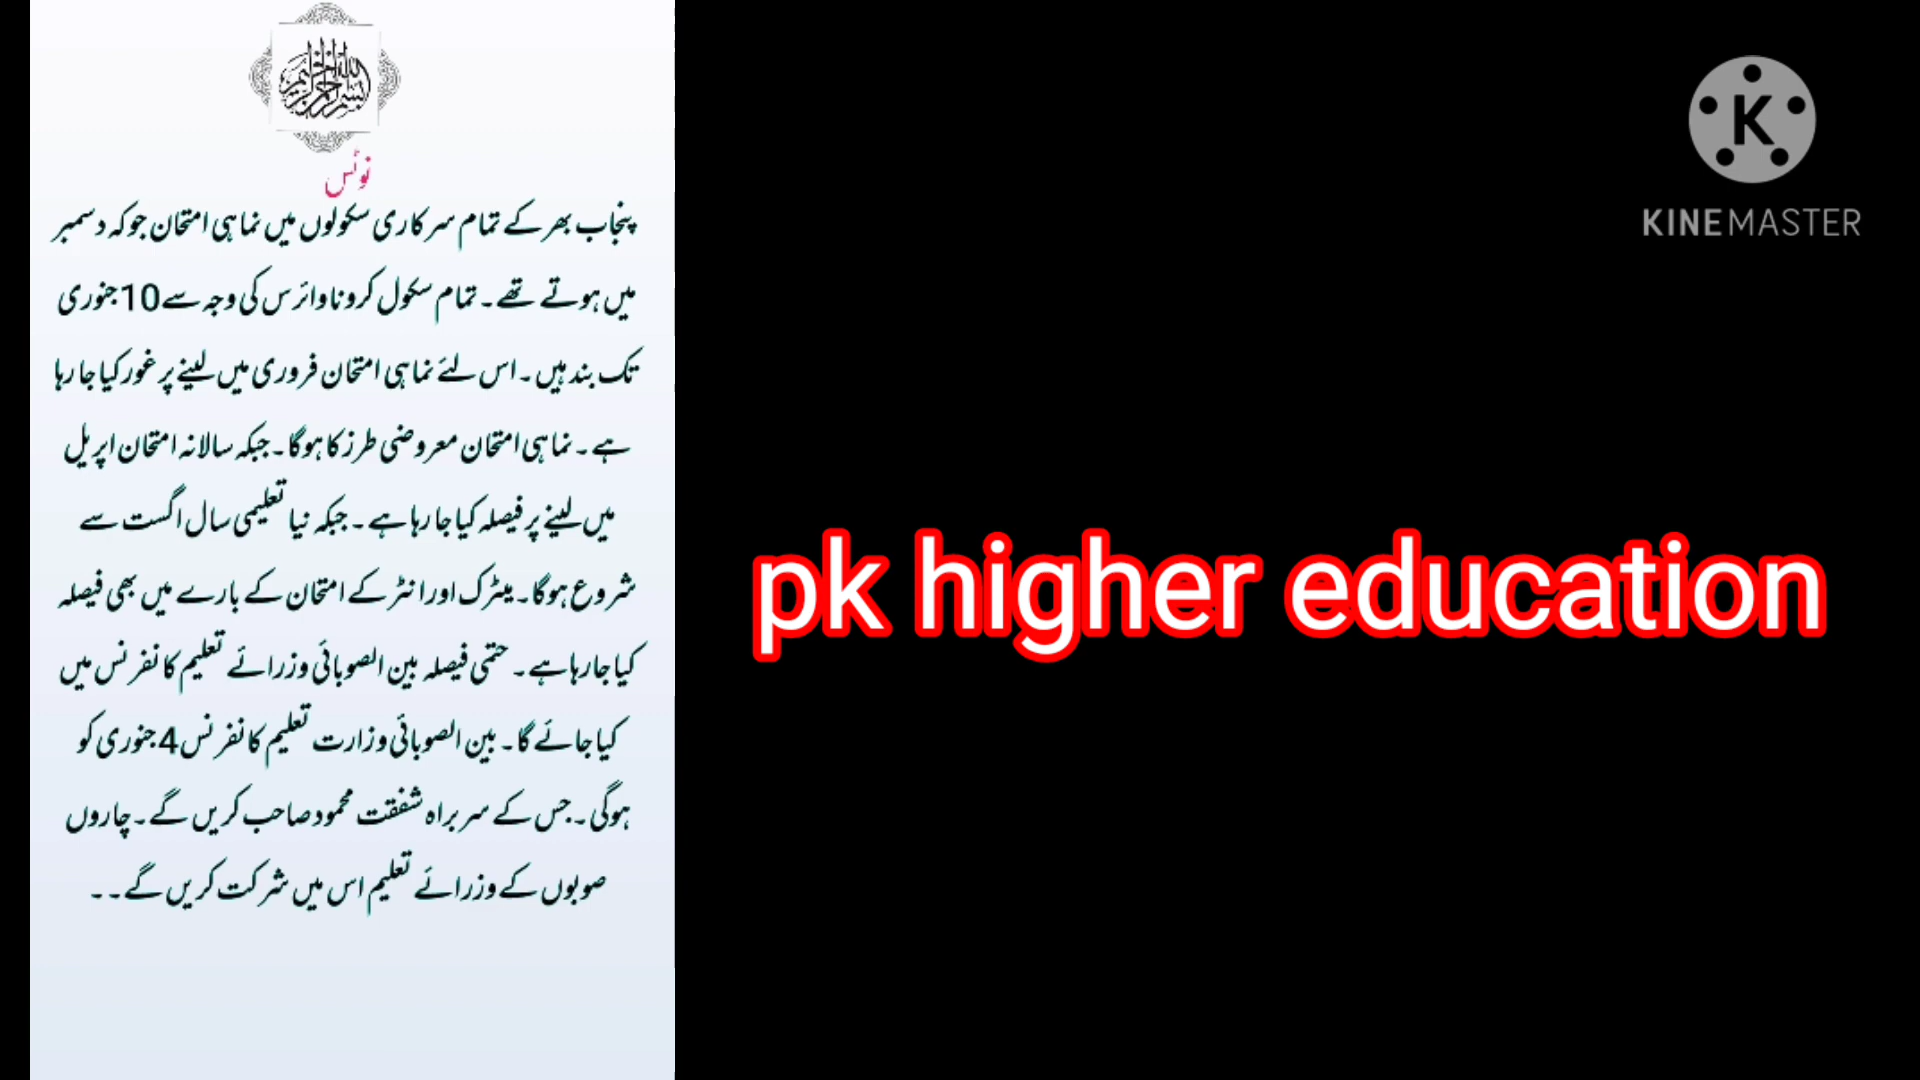 بسم الله الرحمن الرحيم
نوٹس
پنجاب بھر کے تمام سرکاری سکولوں میں نماہی امتحان جو کہ دسمبر
میں ہوتے تھے۔ تمام سکول کرونا وائرس کی وجہ سے 10 جنوری
تک بند ہیں۔ اس لئے نماہی امتحان فروری میں لینے پر غور کیا جا رہا
ہے۔ نماہی امتحان معروضی طرز کا ہوگا۔ جبکہ سالانہ امتحان اپریل
میں لینے پر فیصلہ کیا جا رہا ہے۔ جبکہ نیا تعلیمی سال اگست سے
شروع ہوگا۔ میٹرک اور انٹر کے امتحان کے بارے میں بھی فیصلہ
کیا جا رہا ہے۔ حتمی فیصلہ بین الصوبائی وزرائے تعلیم کانفرنس میں
کیا جائے گا۔ بین الصوبائی وزارت تعلیم کانفرنس 4 جنوری کو
ہوگی۔ جس کے سربراہ شفقت محمود صاحب کریں گے۔ چاروں
صوبوں کے وزرائے تعلیم اس میں شرکت کریں گے۔۔
pk higher education
K
KINEMASTER